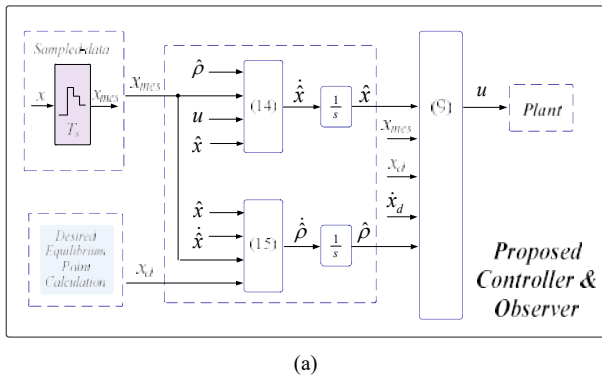 Sampled-data
x
x_mes
T_s
x_mes
ρ̂
u
x̂
(14)
ẋ̂
1/s
x̂
(9)
u
Plant
x_mes
x_d
ẋ_d
x̂
ẋ̂
(15)
ρ̇̂
1/s
ρ̂
Desired
Equilibrium
Point
Calculation
x_d
Proposed
Controller &
Observer
(a)